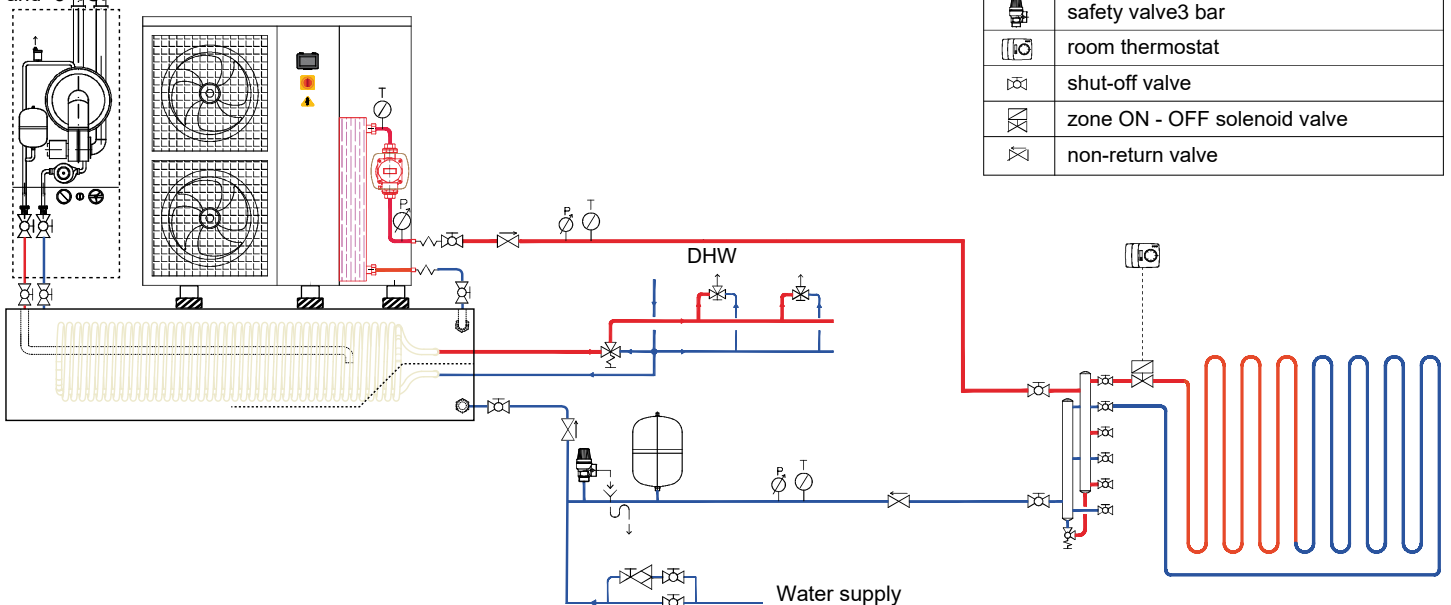 safety valve3 bar
room thermostat
shut-off valve
zone ON - OFF solenoid valve
non-return valve
T
P
P
T
DHW
P
T
Water supply